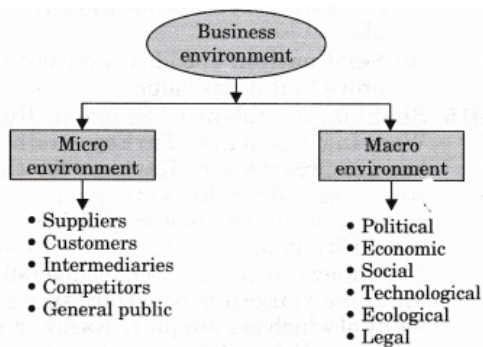 Business
environment
Micro
environment
Macro
environment
• Suppliers
• Customers
• Intermediaries
• Competitors
• General public
• Political
• Economic
• Social
• Technological
• Ecological
• Legal